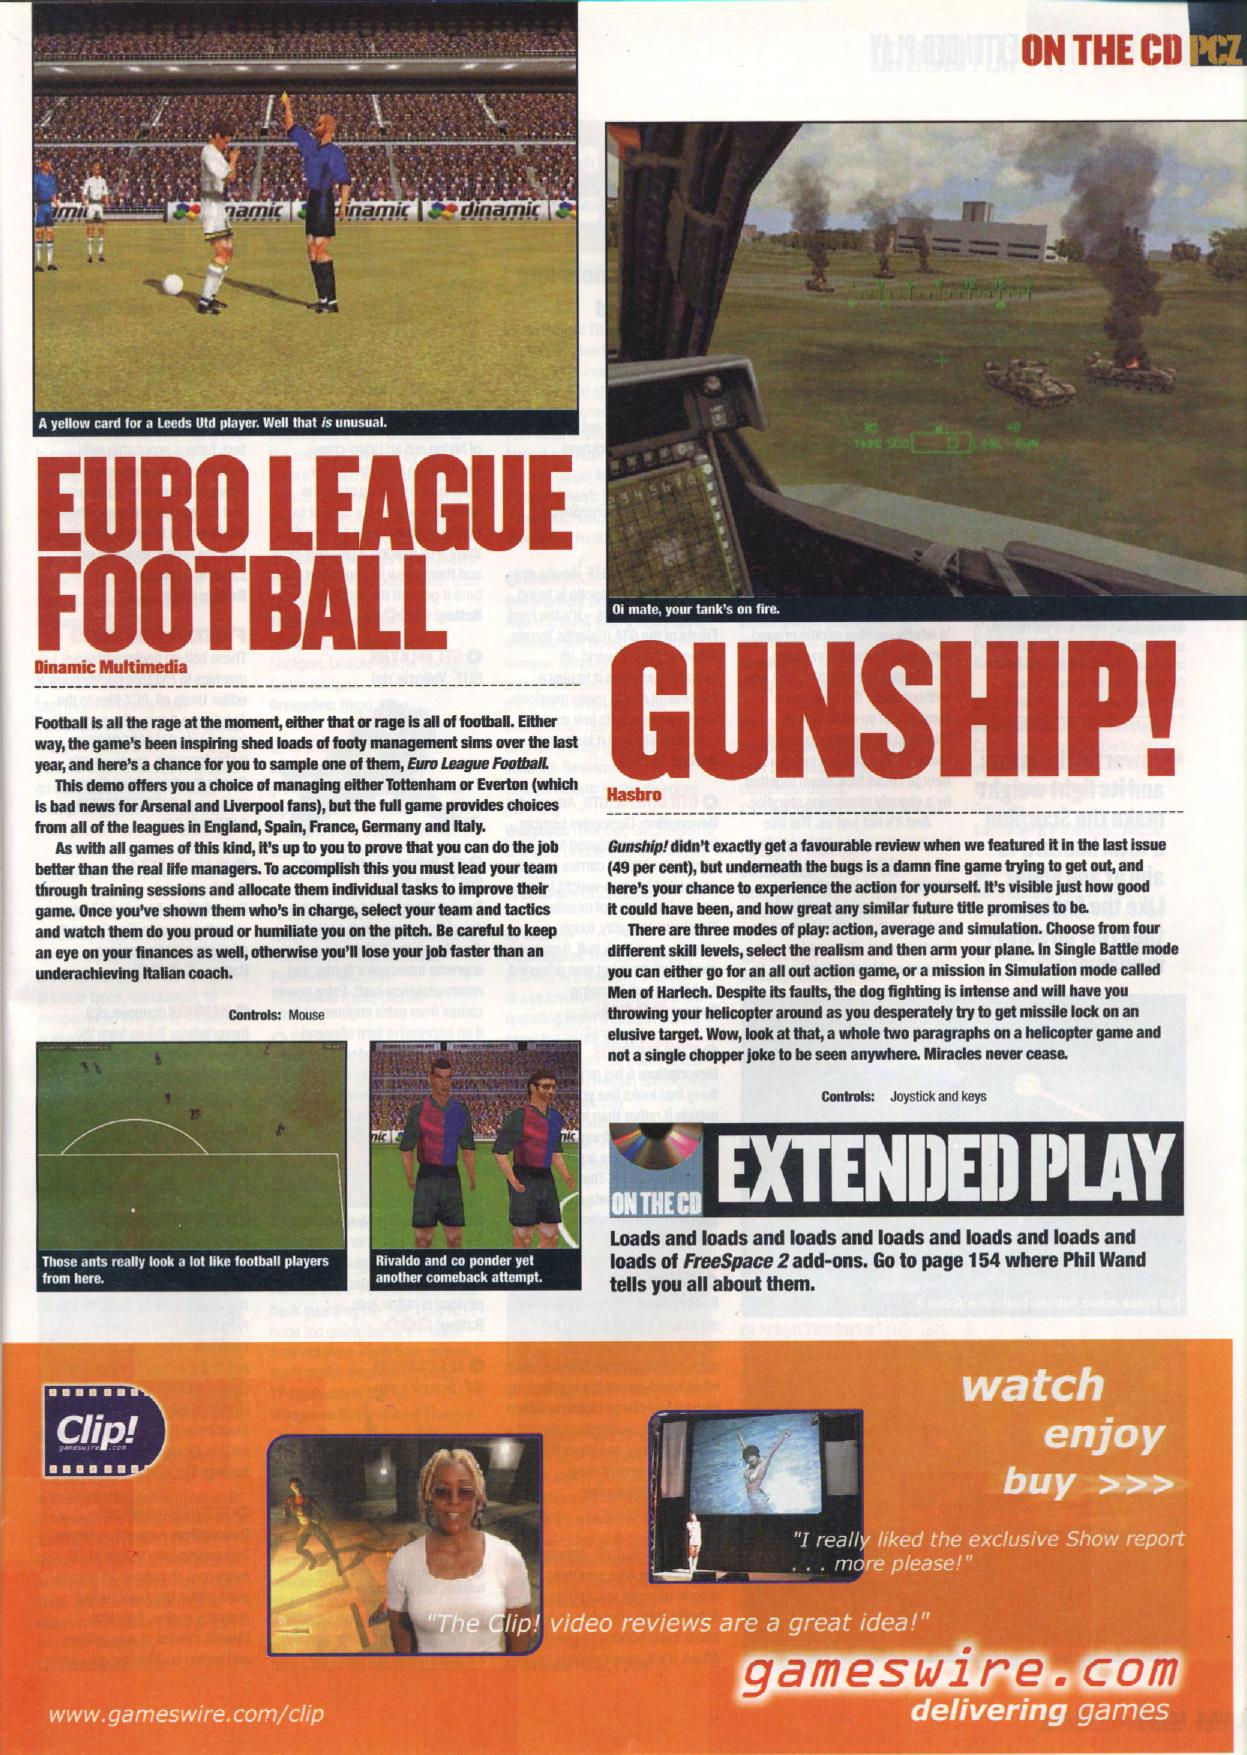 ON THE CD PCZ
dinamic dinamic
A yellow card for a Leeds Utd player. Well that is unusual.
EURO LEAGUE
FOOTBALL
Dinamic Multimedia
Football is all the rage at the moment, either that or rage is all of football. Either
way, the game's been inspiring shed loads of footy management sims over the last
year, and here's a chance for you to sample one of them, Euro League Football.
This demo offers you a choice of managing either Tottenham or Everton (which
is bad news for Arsenal and Liverpool fans), but the full game provides choices
from all of the leagues in England, Spain, France, Germany and Italy.
As with all games of this kind, it's up to you to prove that you can do the job
better than the real life managers. To accomplish this you must lead your team
through training sessions and allocate them individual tasks to improve their
game. Once you've shown them who's in charge, select your team and tactics
and watch them do you proud or humiliate you on the pitch. Be careful to keep
an eye on your finances as well, otherwise you'll lose your job faster than an
underachieving Italian coach.
Controls: Mouse
Those ants really look a lot like football players
from here.
Rivaldo and co ponder yet
another comeback attempt.
Oi mate, your tank's on fire.
GUNSHIP!
Hasbro
Gunship! didn't exactly get a favourable review when we featured it in the last issue
(49 per cent), but underneath the bugs is a damn fine game trying to get out, and
here's your chance to experience the action for yourself. It's visible just how good
it could have been, and how great any similar future title promises to be.
There are three modes of play: action, average and simulation. Choose from four
different skill levels, select the realism and then arm your plane. In Single Battle mode
you can either go for an all out action game, or a mission in Simulation mode called
Men of Harlech. Despite its faults, the dog fighting is intense and will have you
throwing your helicopter around as you desperately try to get missile lock on an
elusive target. Wow, look at that, a whole two paragraphs on a helicopter game and
not a single chopper joke to be seen anywhere. Miracles never cease.
Controls: Joystick and keys
ON THE CD
EXTENDED PLAY
Loads and loads and loads and loads and loads and loads and
loads of FreeSpace 2 add-ons. Go to page 154 where Phil Wand
tells you all about them.
Clip!
gameswire.com
watch
enjoy
buy >>>
"I really liked the exclusive Show report
. . . more please!"
"The Clip! video reviews are a great idea!"
gameswire.com
delivering games
www.gameswire.com/clip